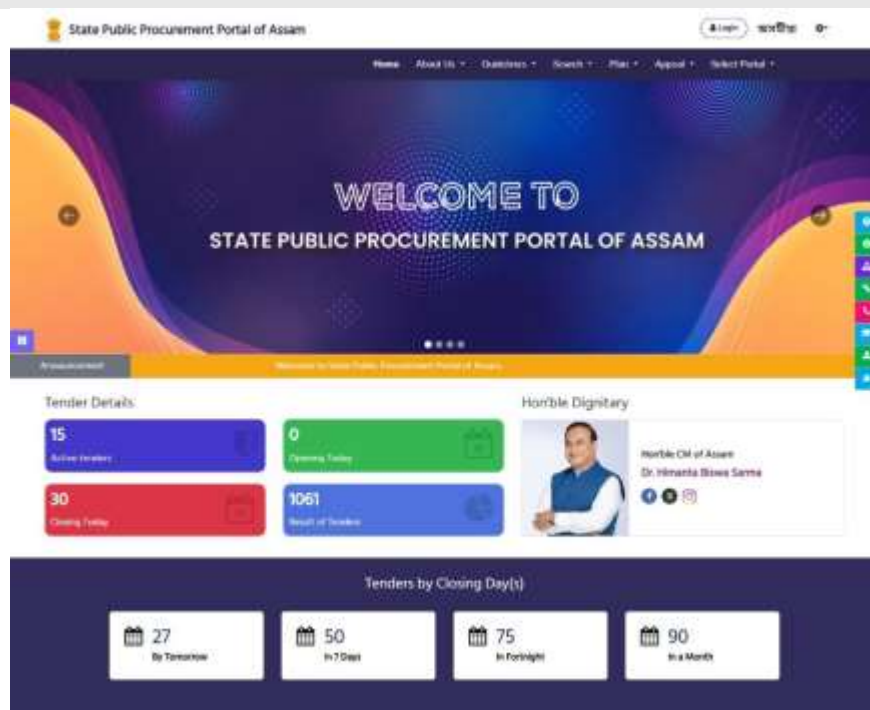 State Public Procurement Portal of Assam
Login অসমীয়া
Home About Us Guidelines Search Plan Appeal Select Portal
WELCOME TO
STATE PUBLIC PROCUREMENT PORTAL OF ASSAM
Announcement Welcome to State Public Procurement Portal of Assam
Tender Details
Hon'ble Dignitary
15
Active Tenders
0
Opening Today
30
Closing Today
1061
Result of Tenders
Hon'ble CM of Assam
Dr. Himanta Biswa Sarma
Tenders by Closing Day(s)
27
By Tomorrow
50
In 7 Days
75
In Fortnight
90
In a Month